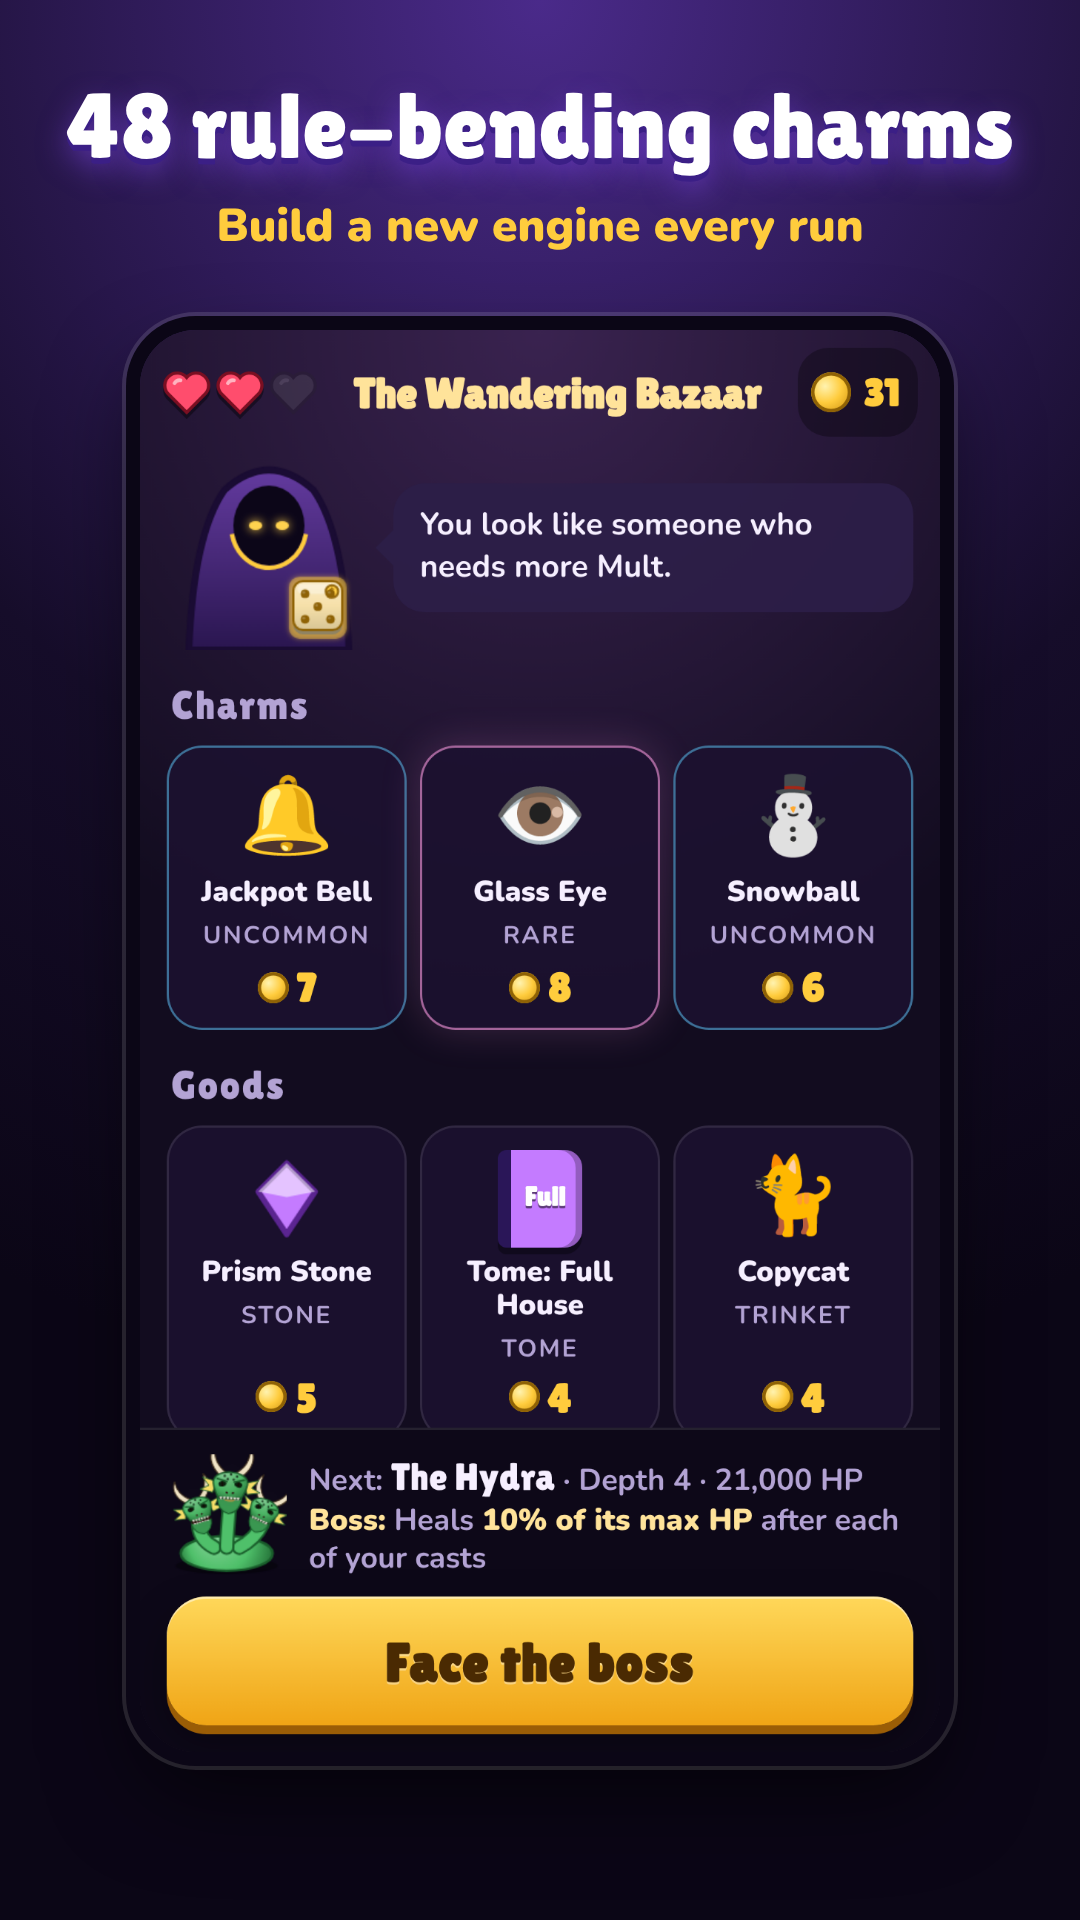 48 rule-bending charms
Build a new engine every run
The Wandering Bazaar
31
You look like someone who
needs more Mult.
Charms
Jackpot Bell
UNCOMMON
7
Glass Eye
RARE
8
Snowball
UNCOMMON
6
Goods
Prism Stone
STONE
5
Full
Tome: Full
House
TOME
4
Copycat
TRINKET
4
Next: The Hydra · Depth 4 · 21,000 HP
Boss: Heals 10% of its max HP after each
of your casts
Face the boss